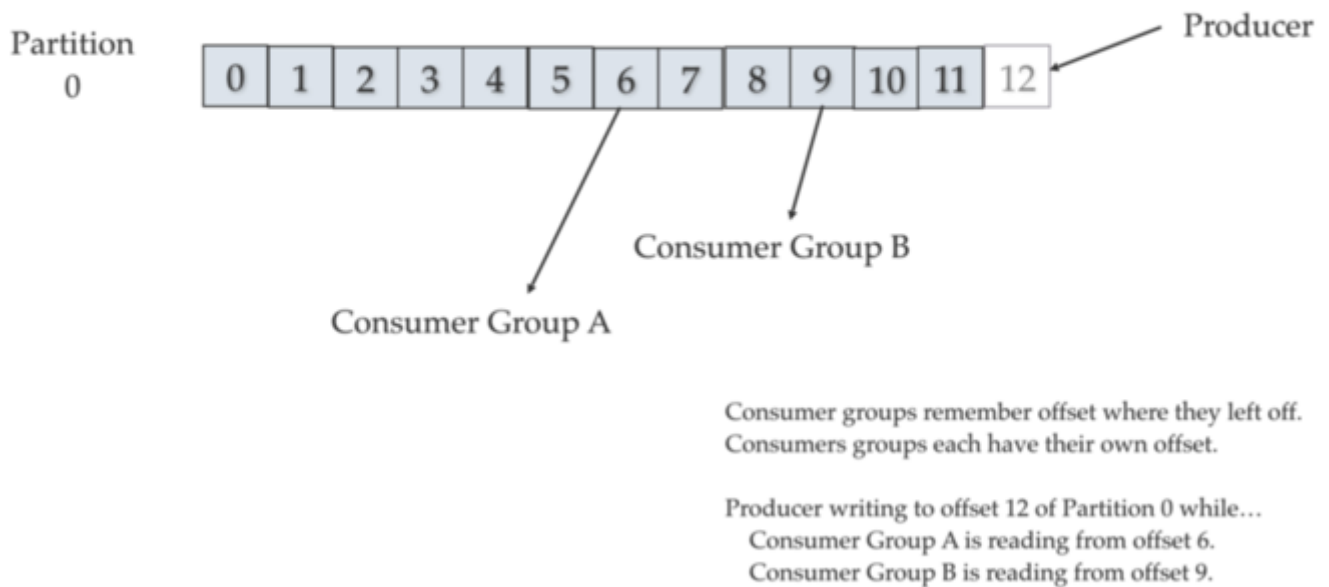 Producer
Partition
0
0 1 2 3 4 5 6 7 8 9 10 11 12
Consumer Group B
Consumer Group A
Consumer groups remember offset where they left off.
Consumers groups each have their own offset.
Producer writing to offset 12 of Partition 0 while…
Consumer Group A is reading from offset 6.
Consumer Group B is reading from offset 9.